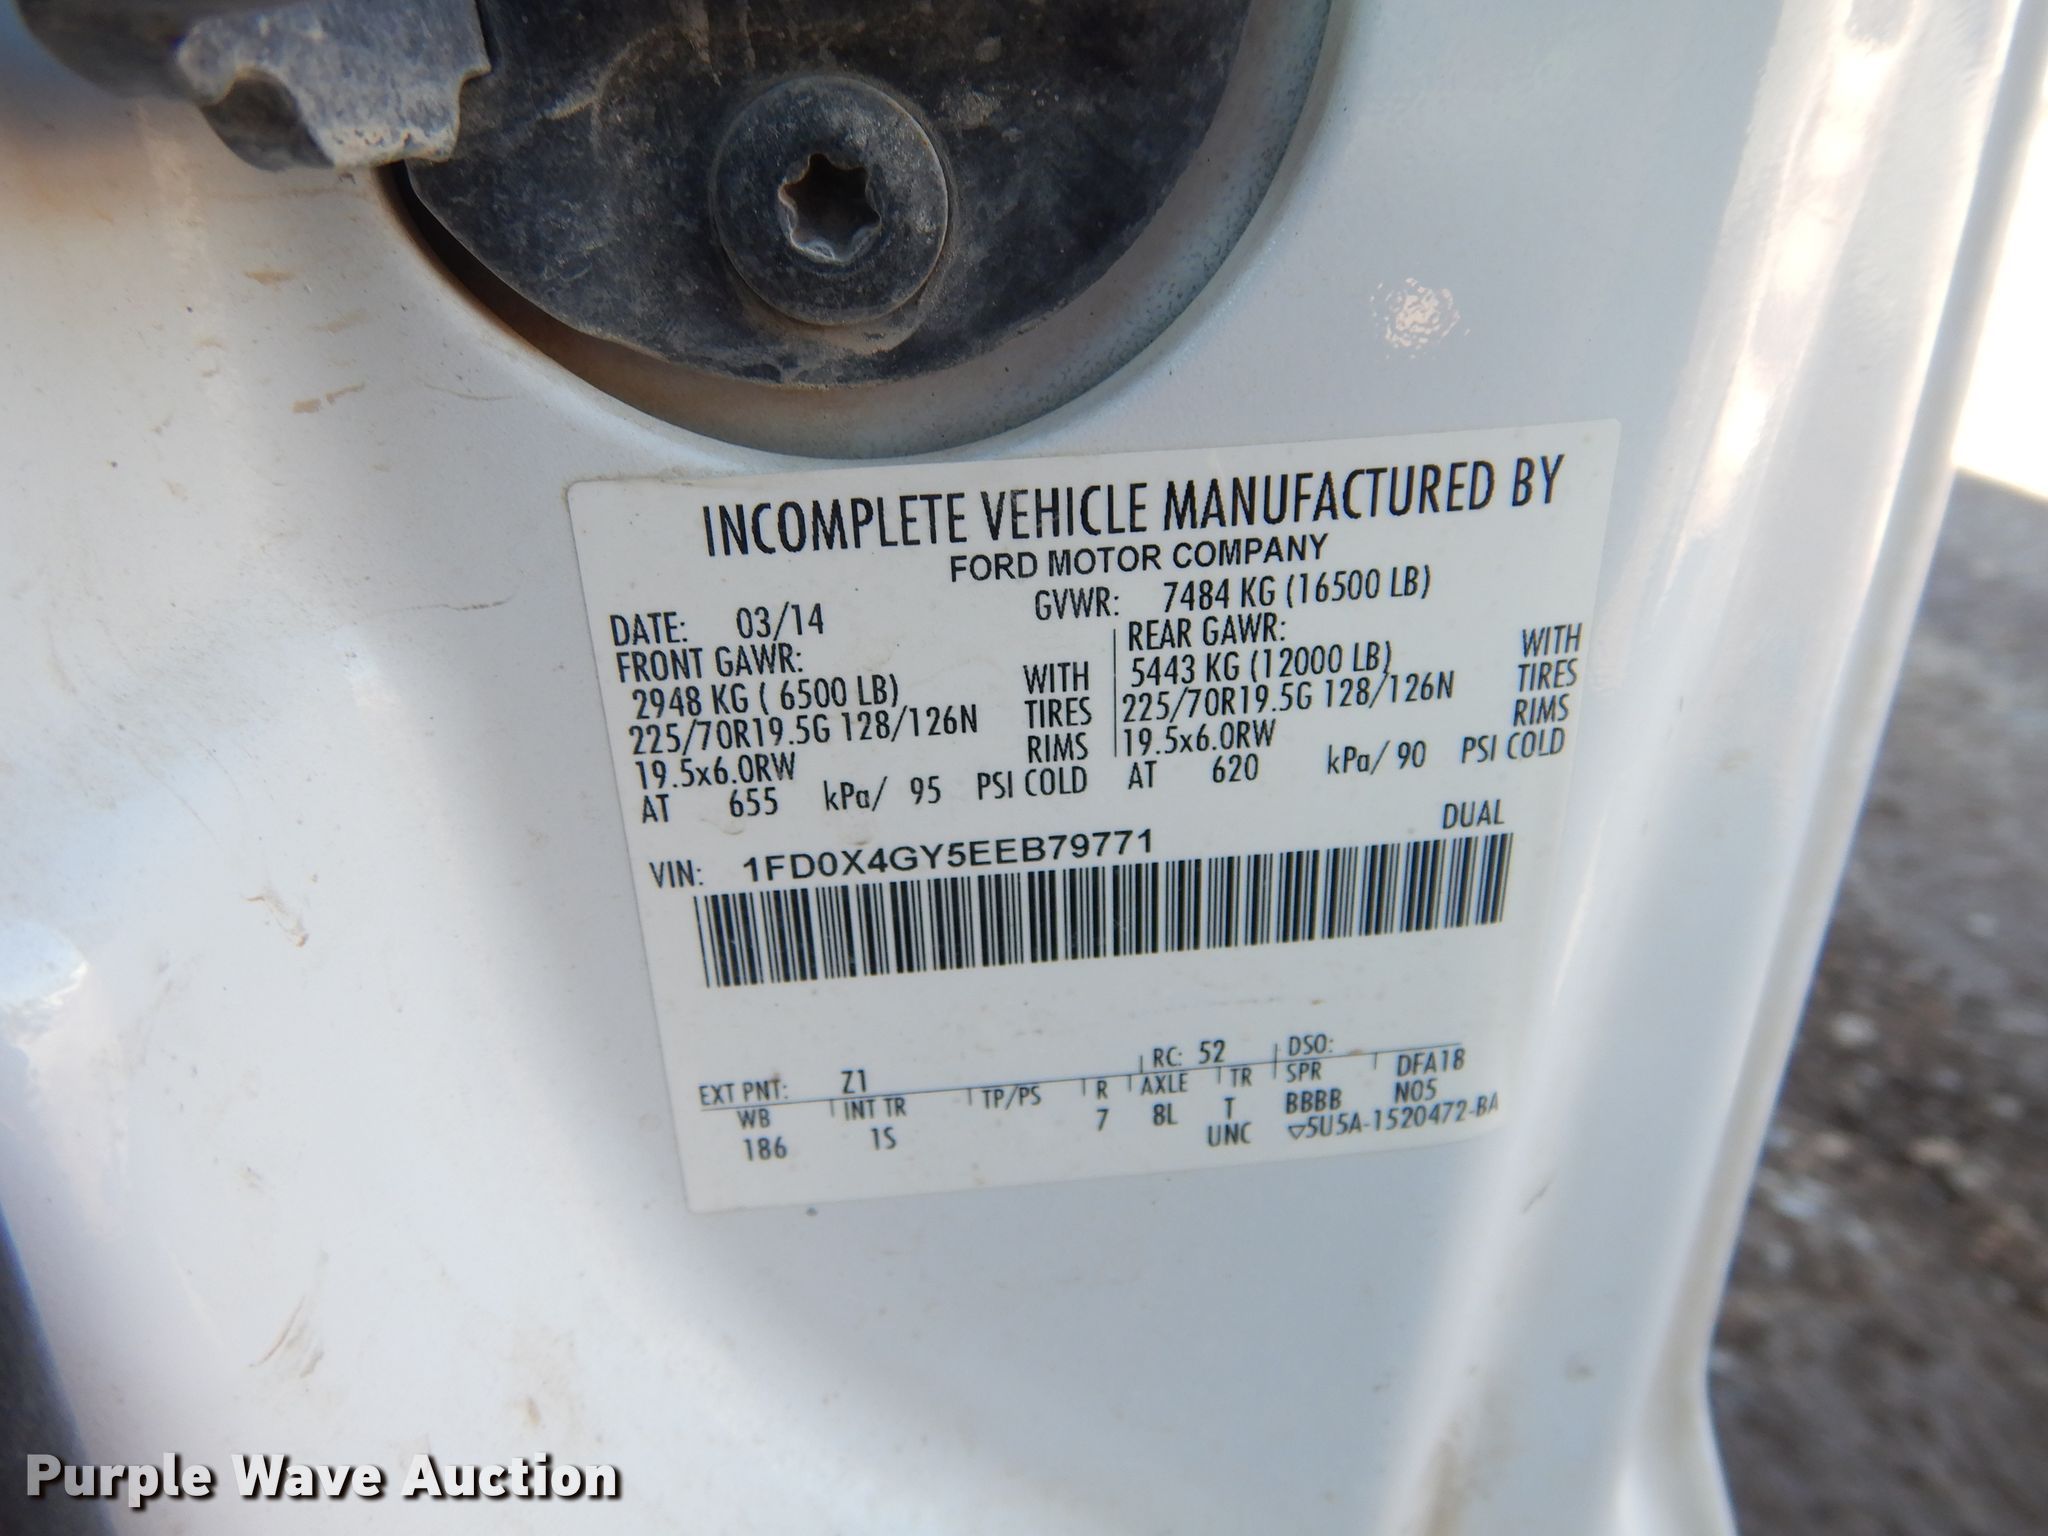 INCOMPLETE VEHICLE MANUFACTURED BY
FORD MOTOR COMPANY
DATE: 03/14 GVWR: 7484 KG (16500 LB)
FRONT GAWR: REAR GAWR:
2948 KG ( 6500 LB) WITH 5443 KG (12000 LB) WITH
225/70R19.5G 128/126N TIRES 225/70R19.5G 128/126N TIRES
19.5x6.0RW RIMS 19.5x6.0RW RIMS
AT 655 kPa/ 95 PSI COLD AT 620 kPa/ 90 PSI COLD
DUAL
VIN: 1FD0X4GY5EEB79771
EXT PNT: Z1 RC: 52 DSO:
WB INT TR TP/PS R AXLE TR SPR DFA18
186 1S 7 8L T BBBB N05
UNC ▽5U5A-1520472-BA
Purple Wave Auction